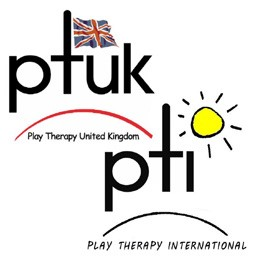 ptuk
Play Therapy United Kingdom
pti
PLAY THERAPY INTERNATIONAL